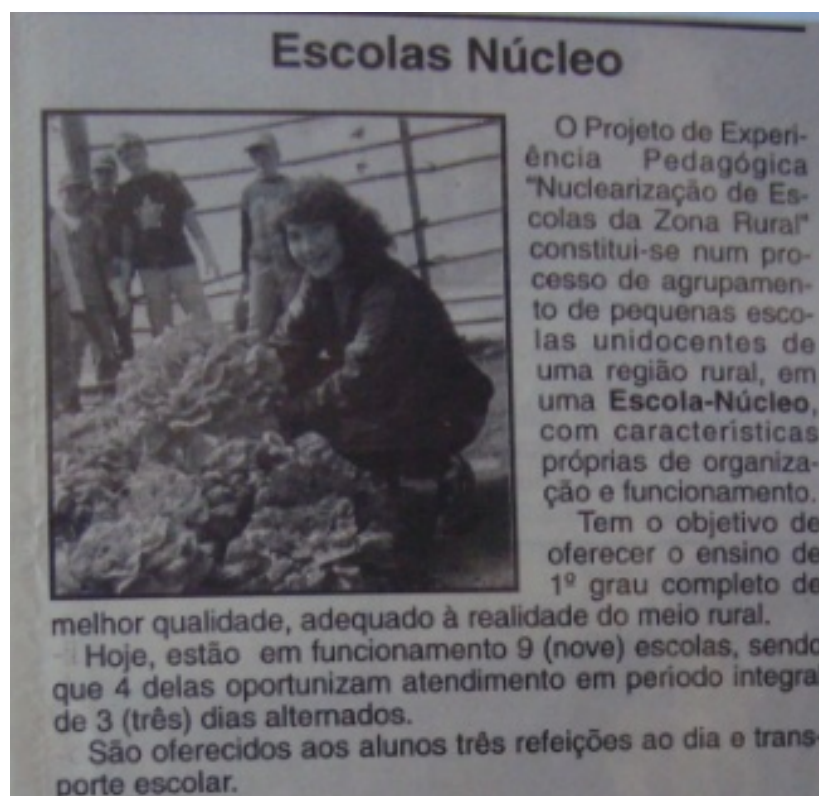 Escolas Núcleo
O Projeto de Experi-
ência Pedagógica
"Nuclearização de Es-
colas da Zona Rural"
constitui-se num pro-
cesso de agrupamen-
to de pequenas esco-
las unidocentes de
uma região rural, em
uma Escola-Núcleo,
com características
próprias de organiza-
ção e funcionamento.
Tem o objetivo de
oferecer o ensino de
1º grau completo de
melhor qualidade, adequado à realidade do meio rural.
Hoje, estão em funcionamento 9 (nove) escolas, sendo
que 4 delas oportunizam atendimento em periodo integral
de 3 (três) dias alternados.
São oferecidos aos alunos três refeições ao dia e trans-
porte escolar.